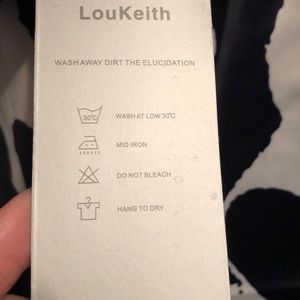 LouKeith
WASH AWAY DIRT THE ELUCIDATION
30℃
WASH AT LOW 30℃
MID IRON
DO NOT BLEACH
HANG TO DRY